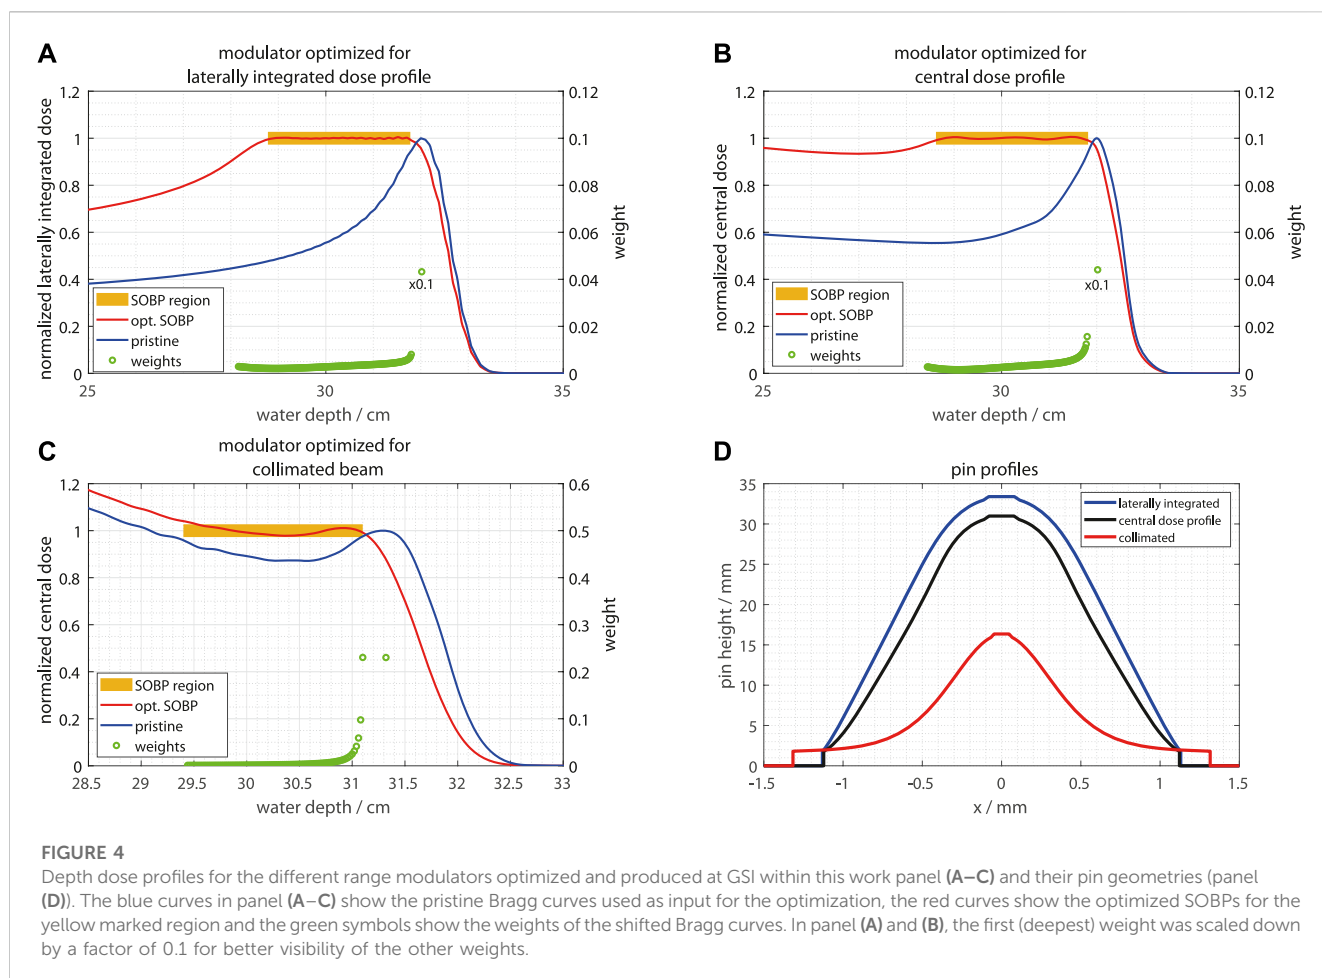 A
modulator optimized for
laterally integrated dose profile
normalized laterally integrated dose
1.2
1
0.8
0.6
0.4
0.2
0
0.12
0.10
0.08
0.06
0.04
0.02
0
weight
x0.1
SOBP region
opt. SOBP
pristine
weights
25
30
35
water depth / cm
B
modulator optimized for
central dose profile
normalized central dose
1.2
1
0.8
0.6
0.4
0.2
0
0.12
0.10
0.08
0.06
0.04
0.02
0
weight
x0.1
SOBP region
opt. SOBP
pristine
weights
25
30
35
water depth / cm
C
modulator optimized for
collimated beam
normalized central dose
1.2
1
0.8
0.6
0.4
0.2
0
0.6
0.5
0.4
0.3
0.2
0.1
0
weight
SOBP region
opt. SOBP
pristine
weights
28.5 29 29.5 30 30.5 31 31.5 32 32.5 33
water depth / cm
D
pin profiles
pin height / mm
35
30
25
20
15
10
5
0
laterally integrated
central dose profile
collimated
-1.5 -1 -0.5 0 0.5 1 1.5
x / mm
FIGURE 4
Depth dose profiles for the different range modulators optimized and produced at GSI within this work panel (A–C) and their pin geometries (panel
(D)). The blue curves in panel (A–C) show the pristine Bragg curves used as input for the optimization, the red curves show the optimized SOBPs for the
yellow marked region and the green symbols show the weights of the shifted Bragg curves. In panel (A) and (B), the first (deepest) weight was scaled down
by a factor of 0.1 for better visibility of the other weights.